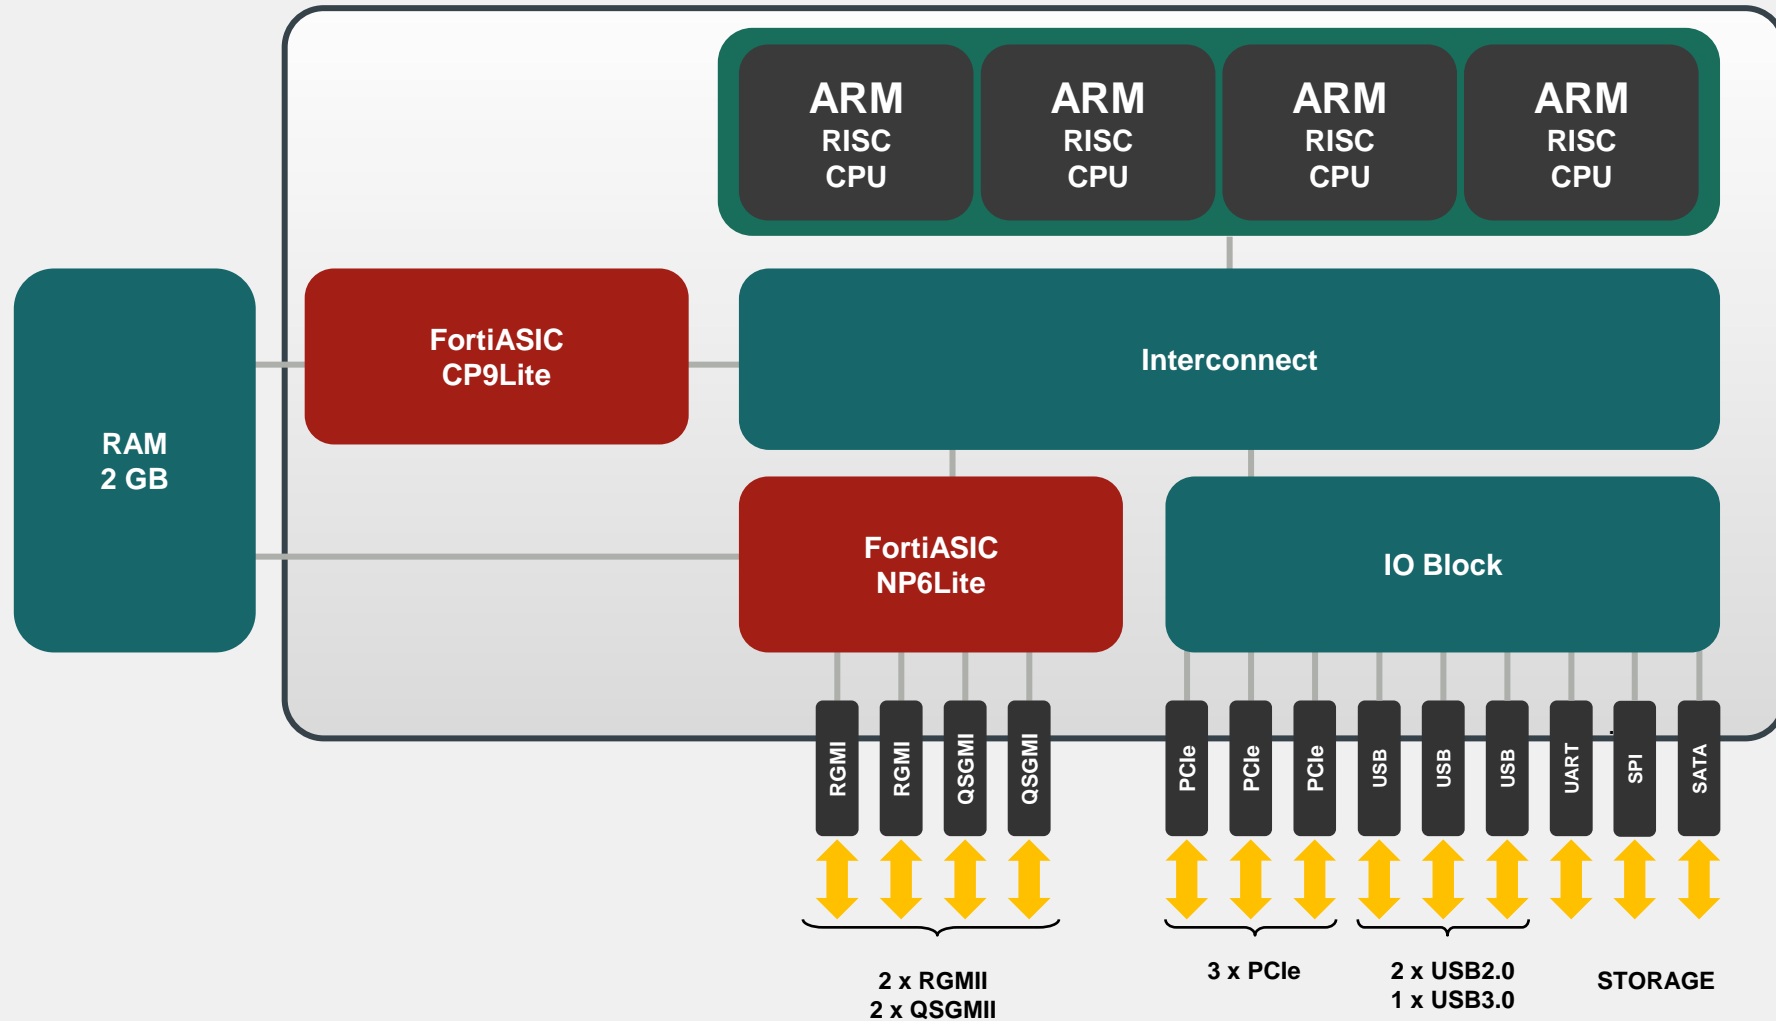 ARM
RISC
CPU
ARM
RISC
CPU
ARM
RISC
CPU
ARM
RISC
CPU
RAM
2 GB
FortiASIC
CP9Lite
Interconnect
FortiASIC
NP6Lite
IO Block
RGMI
RGMI
QSGMI
QSGMI
PCIe
PCIe
PCIe
USB
USB
USB
UART
SPI
SATA
2 x RGMII
2 x QSGMII
3 x PCIe
2 x USB2.0
1 x USB3.0
STORAGE